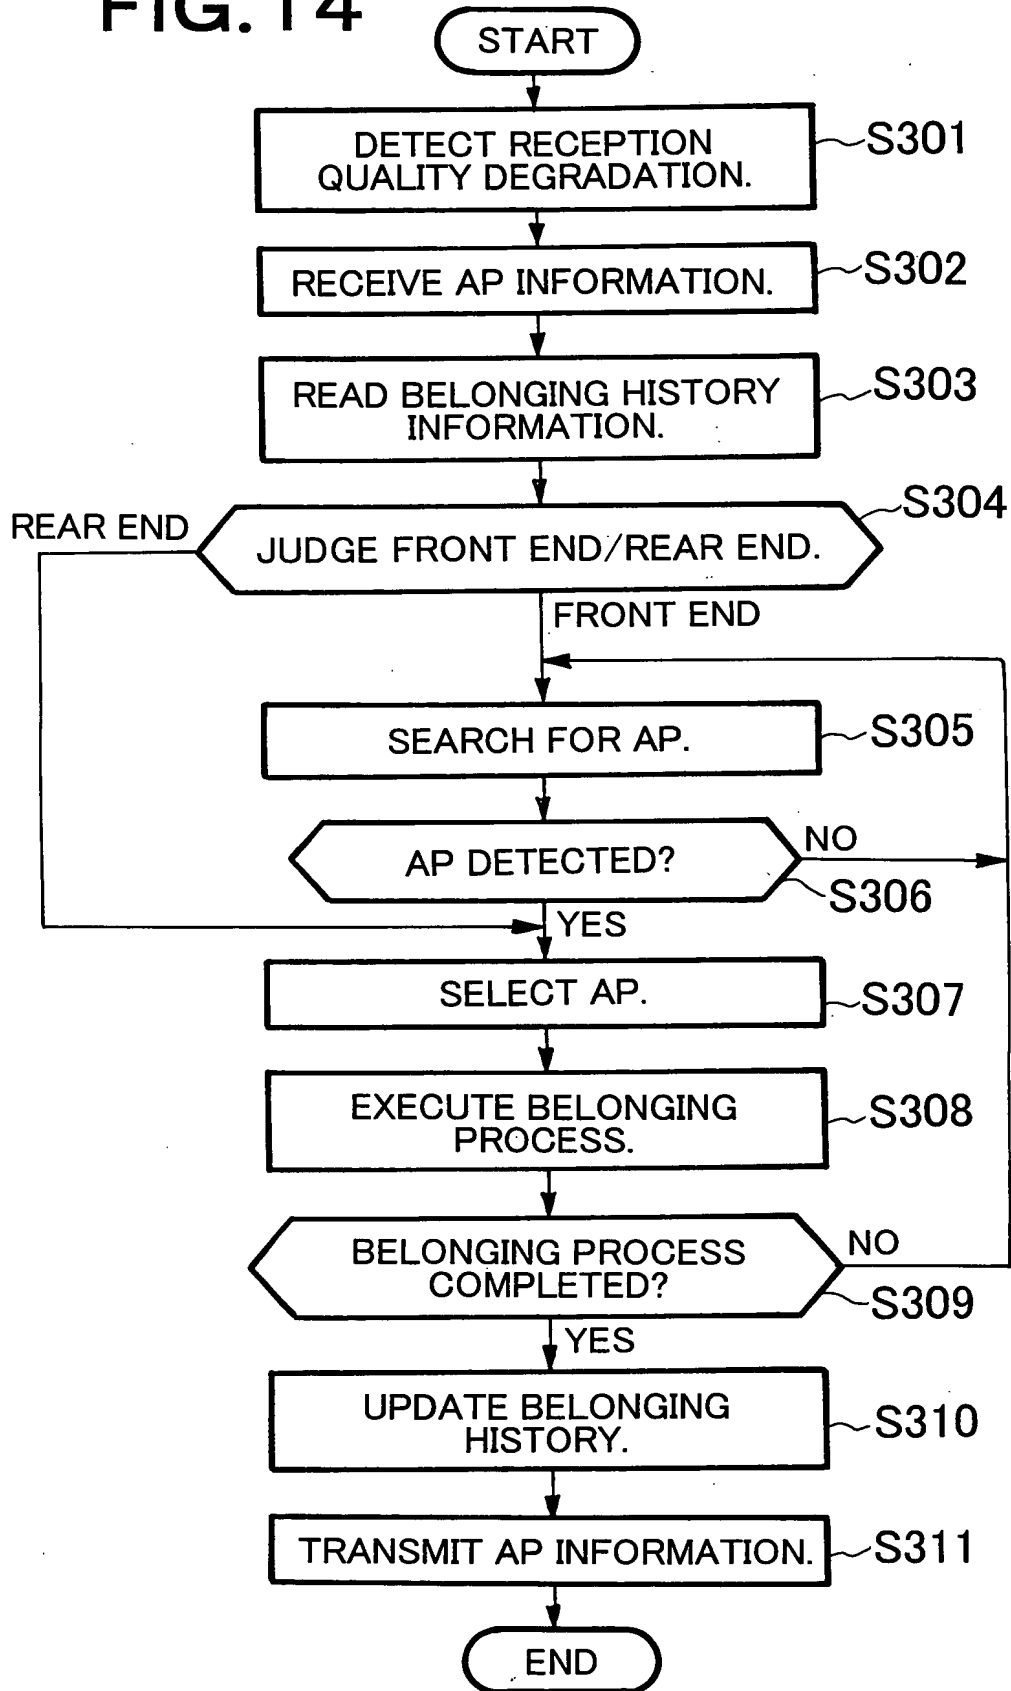 FIG. 14
START
DETECT RECEPTION
QUALITY DEGRADATION.
S301
RECEIVE AP INFORMATION.
S302
READ BELONGING HISTORY
INFORMATION.
S303
REAR END
JUDGE FRONT END/REAR END.
S304
FRONT END
SEARCH FOR AP.
S305
AP DETECTED?
NO
S306
YES
SELECT AP.
S307
EXECUTE BELONGING
PROCESS.
S308
BELONGING PROCESS
COMPLETED?
NO
S309
YES
UPDATE BELONGING
HISTORY.
S310
TRANSMIT AP INFORMATION.
S311
END